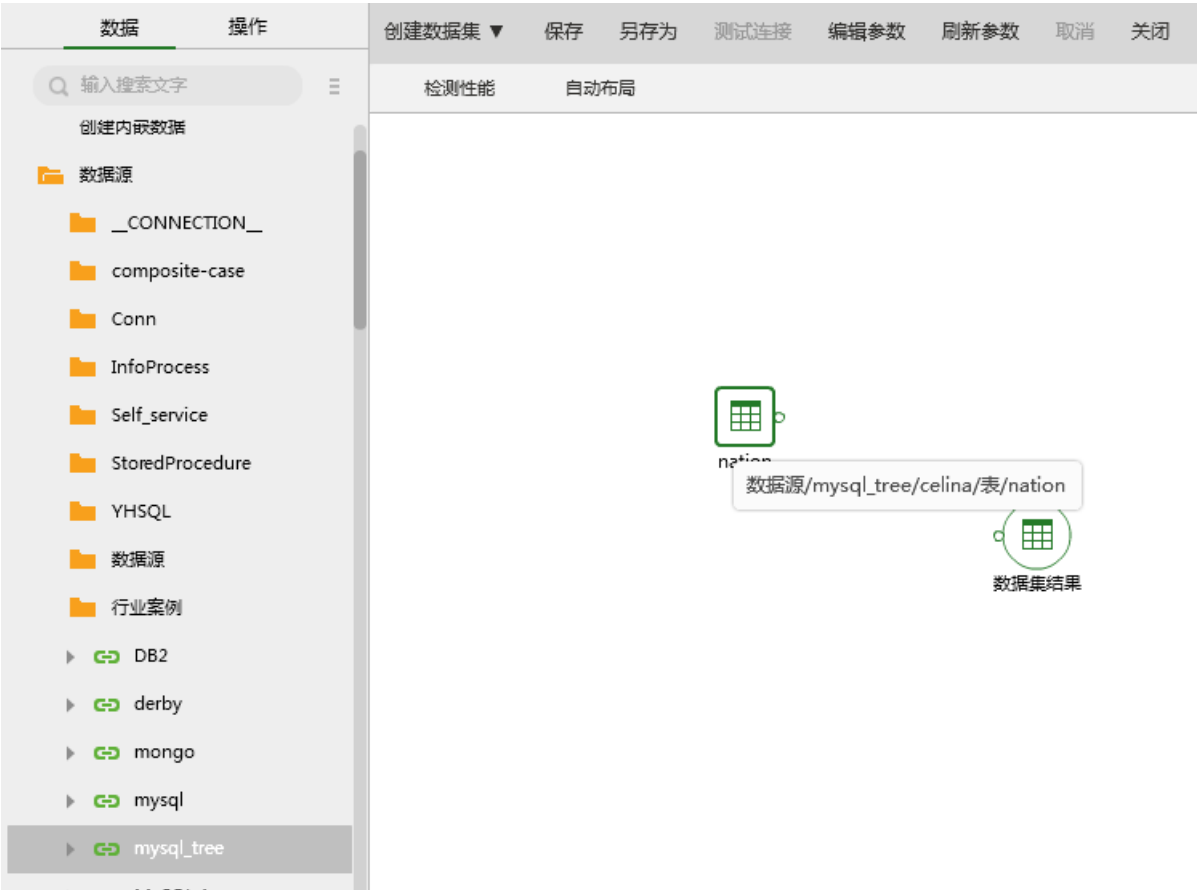 数据 操作
创建数据集 ▼ 保存 另存为 测试连接 编辑参数 刷新参数 取消 关闭
输入搜索文字
检测性能 自动布局
创建内嵌数据
数据源
__CONNECTION__
composite-case
Conn
InfoProcess
Self_service
StoredProcedure
YHSQL
数据源
行业案例
DB2
derby
mongo
mysql
mysql_tree
nation
数据源/mysql_tree/celina/表/nation
数据集结果